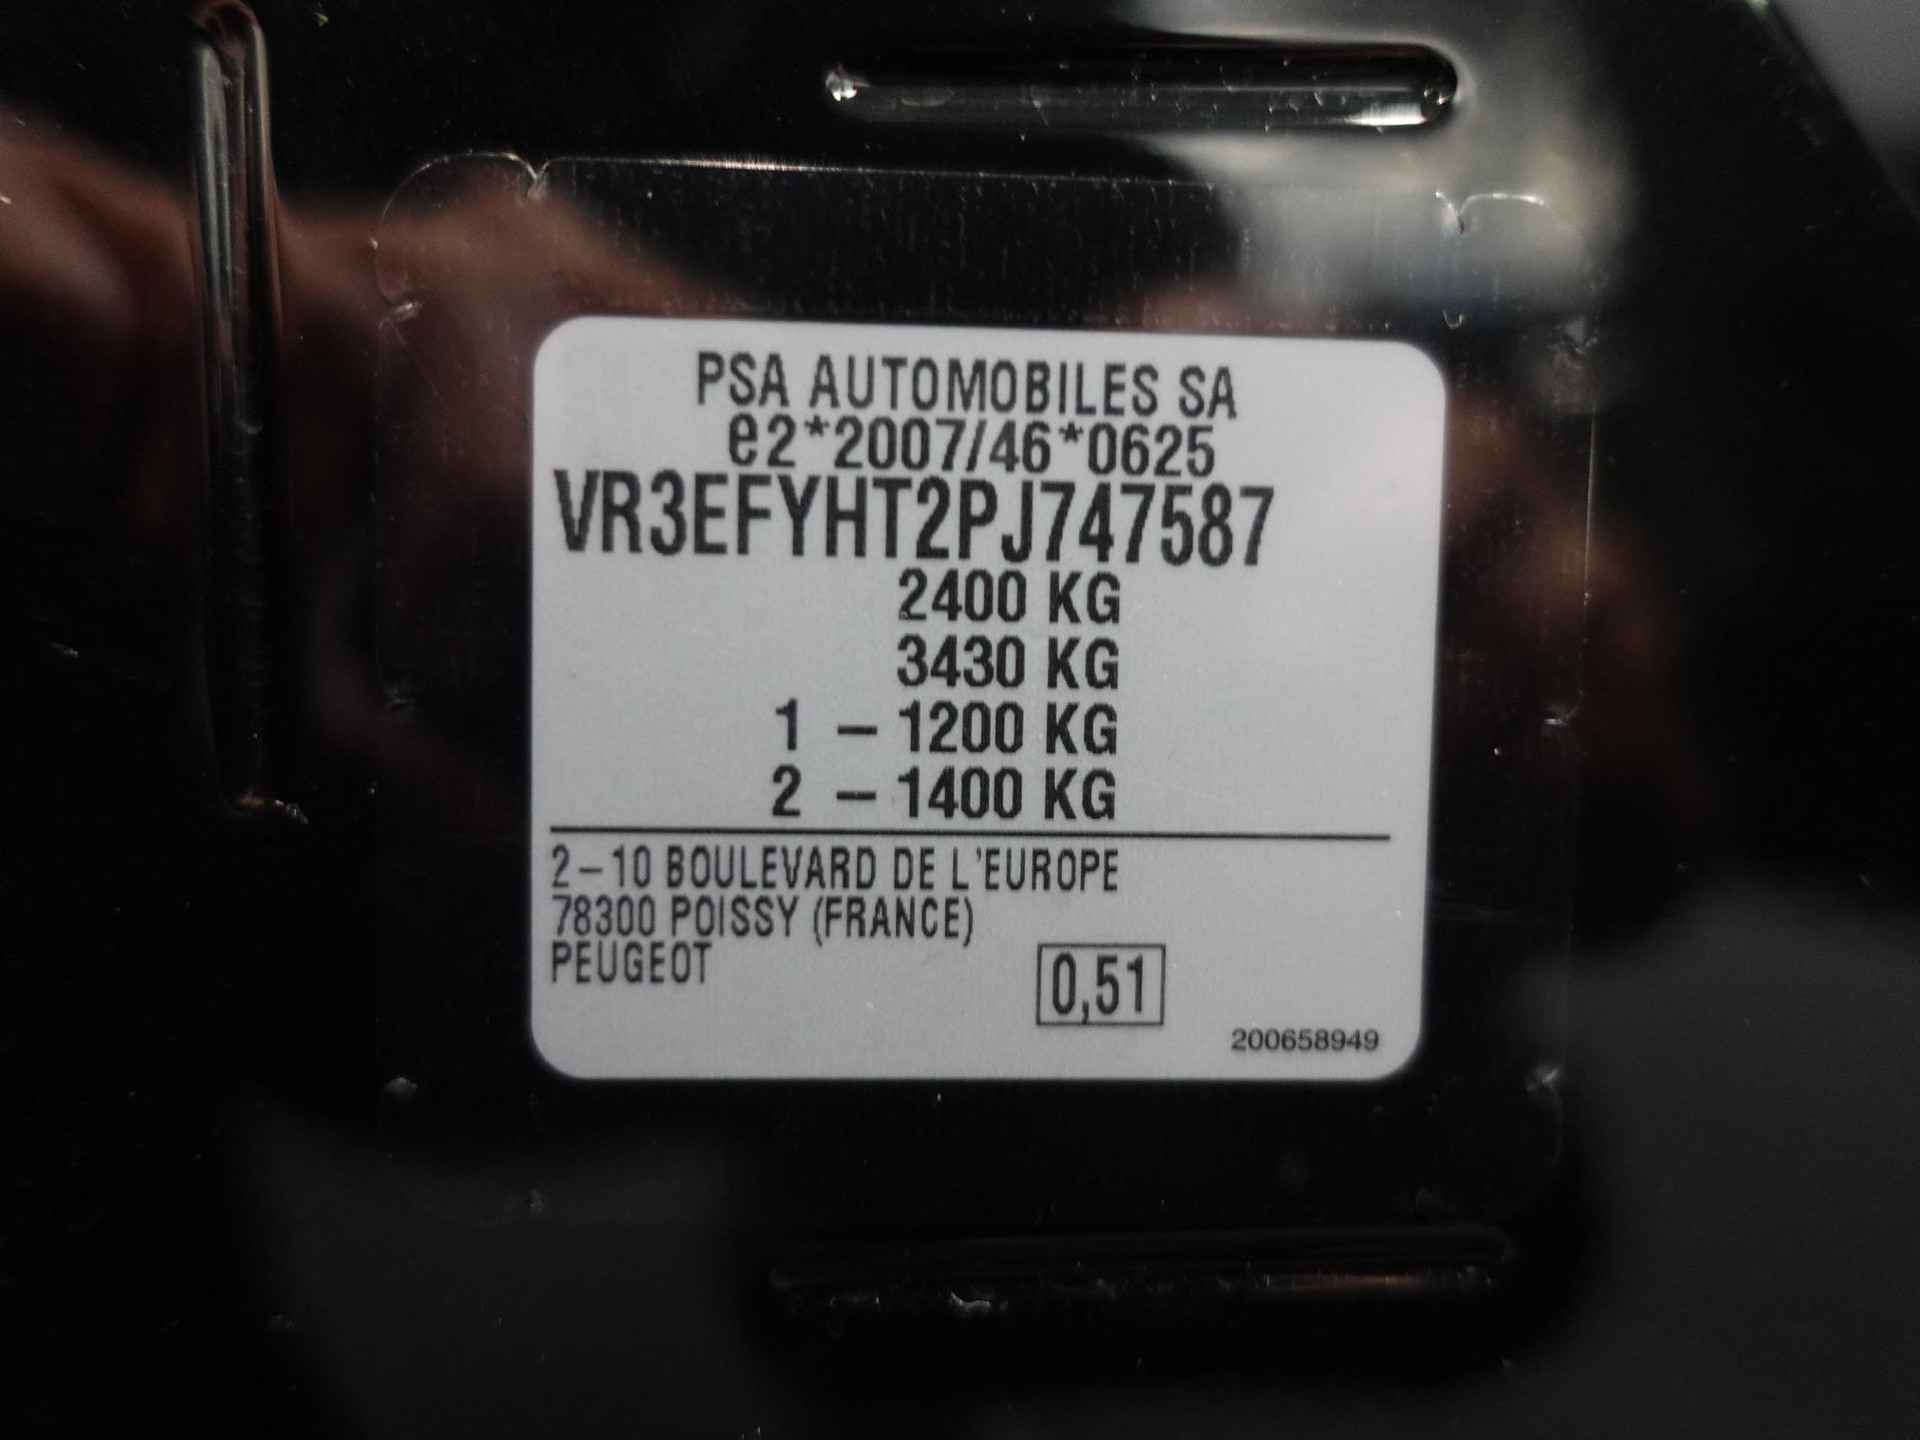 PSA AUTOMOBILES SA
e2*2007/46*0625
VR3EFYHT2PJ747587
2400 KG
3430 KG
1 – 1200 KG
2 – 1400 KG
2–10 BOULEVARD DE L'EUROPE
78300 POISSY (FRANCE)
PEUGEOT
0,51
200658949